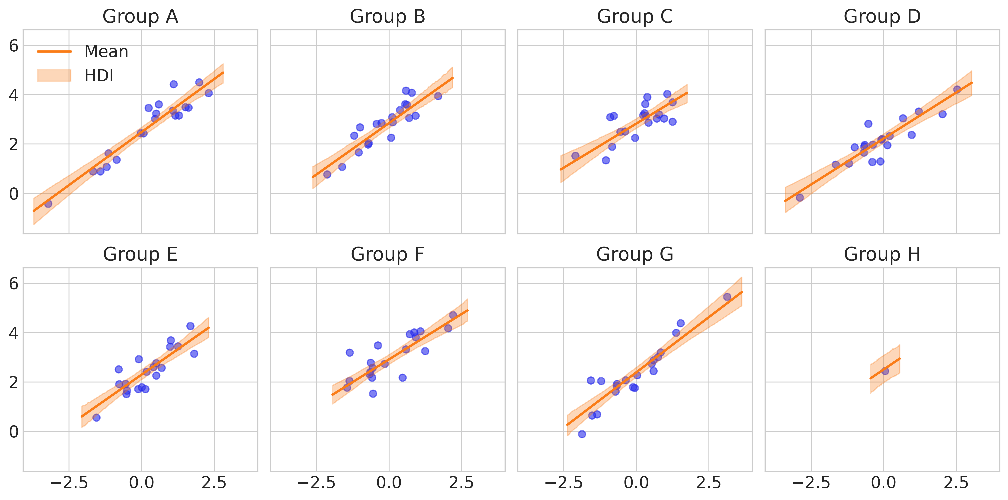 Group A
Group B
Group C
Group D
6
4
2
0
Mean
HDI
Group E
Group F
Group G
Group H
6
4
2
0
−2.5 0.0 2.5
−2.5 0.0 2.5
−2.5 0.0 2.5
−2.5 0.0 2.5